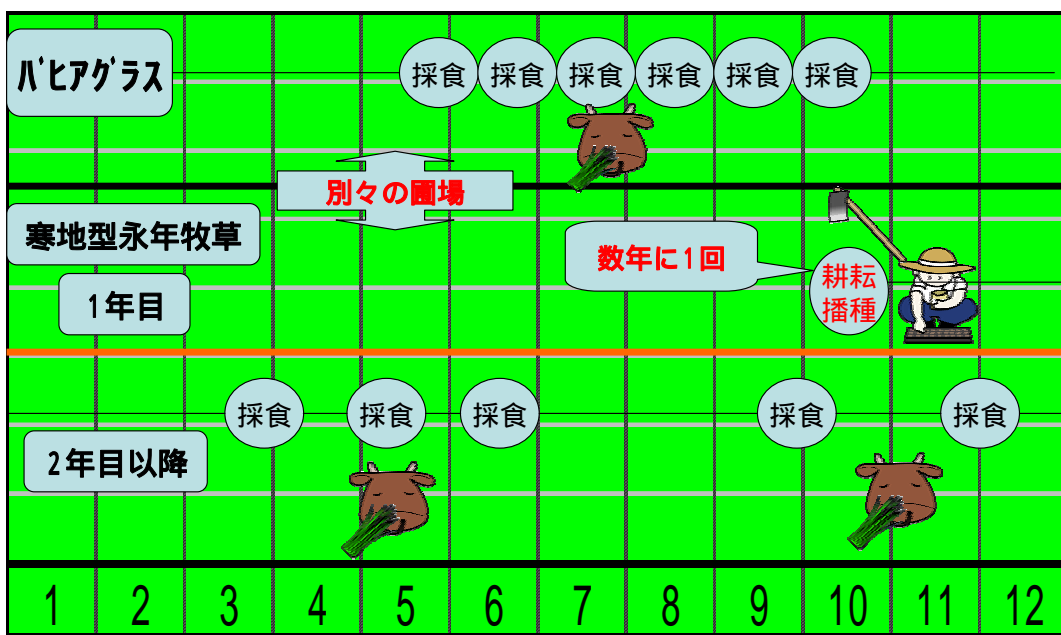 バヒアグラス
採食 採食 採食 採食 採食 採食
別々の圃場
寒地型永年牧草
数年に1回
1年目
耕耘
播種
採食 採食 採食 採食 採食
2年目以降
1 2 3 4 5 6 7 8 9 10 11 12